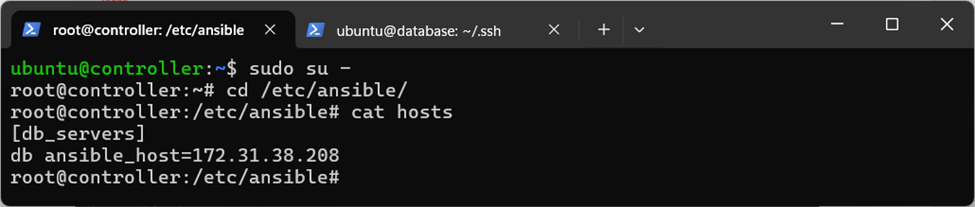 root@controller: /etc/ansible
ubuntu@database: ~/.ssh
ubuntu@controller:~$ sudo su -
root@controller:~# cd /etc/ansible/
root@controller:/etc/ansible# cat hosts
[db_servers]
db ansible_host=172.31.38.208
root@controller:/etc/ansible#